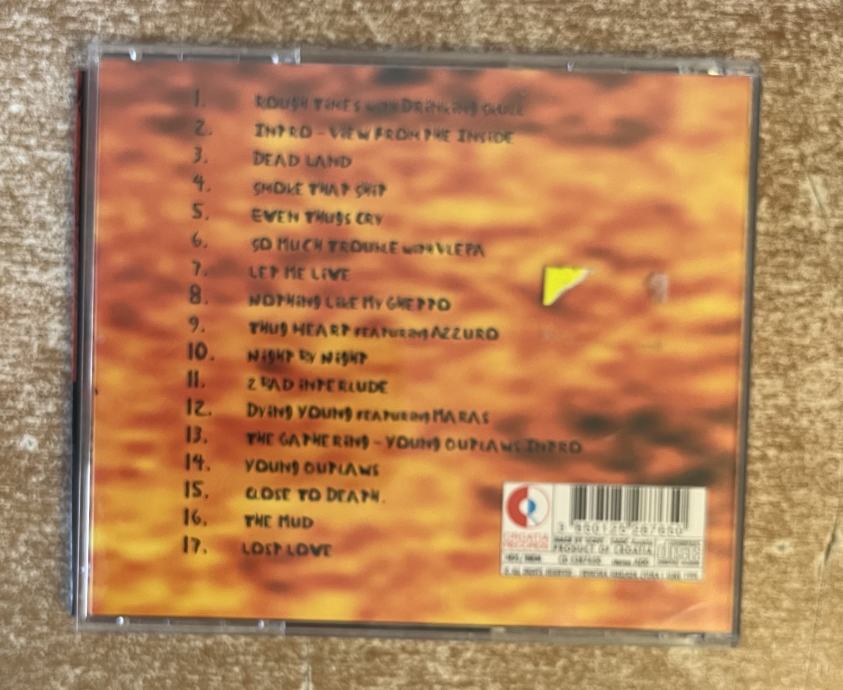 1. ROUGH TIMES WITH DRINKING SKULL
2. INTRO - VIEW FROM THE INSIDE
3. DEAD LAND
4. SMOKE THAT SHIT
5. EVEN THUGS CRY
6. SO MUCH TROUBLE WITH VLEPA
7. LET ME LIVE
8. NOTHING LIKE MY GHETTO
9. THUG HEART FEATURING AZZURO
10. NIGHT BY NIGHT
11. 2 BAD INTERLUDE
12. DYING YOUNG FEATURING MARAS
13. THE GATHERING - YOUNG OUTLAWS INTRO
14. YOUNG OUTLAWS
15. CLOSE TO DEATH.
16. THE MUD
17. LOST LOVE
CROATIA
RECORDS
PRODUCT OF CROATIA